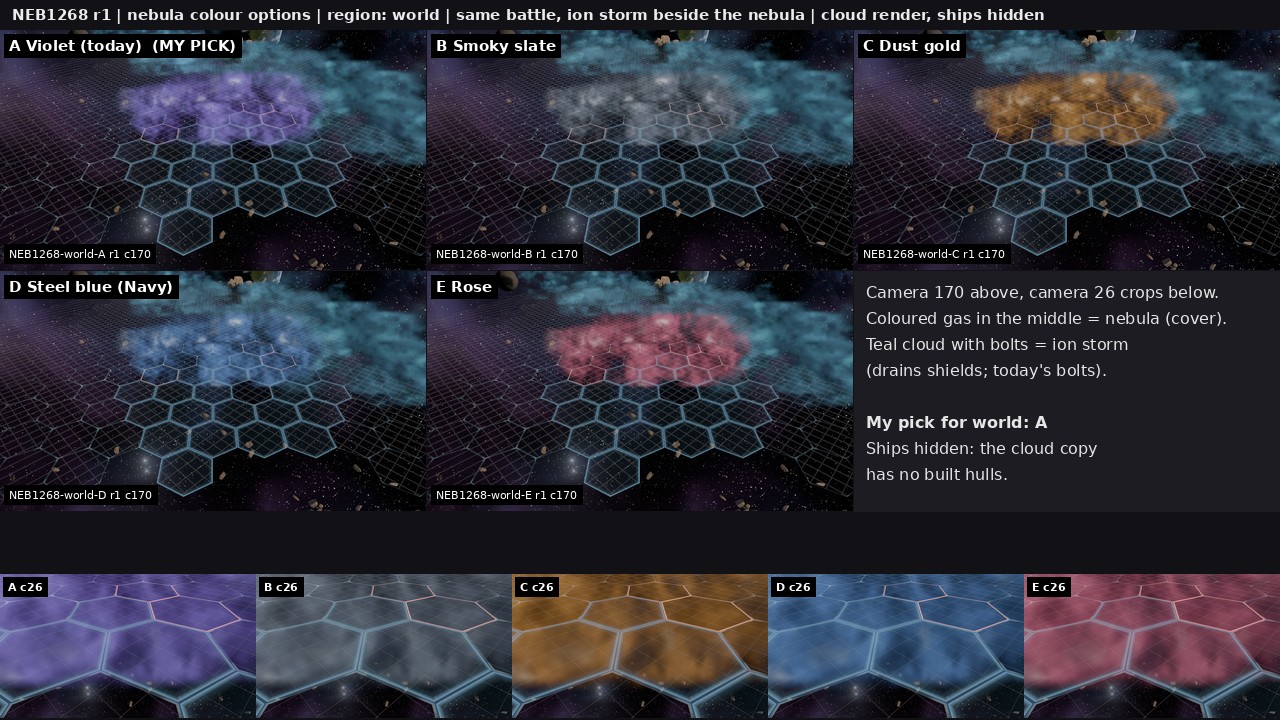 NEB1268 r1 | nebula colour options | region: world | same battle, ion storm beside the nebula | cloud render, ships hidden
A Violet (today)  (MY PICK)
B Smoky slate
C Dust gold
NEB1268-world-A r1 c170
NEB1268-world-B r1 c170
NEB1268-world-C r1 c170
D Steel blue (Navy)
E Rose
Camera 170 above, camera 26 crops below.
Coloured gas in the middle = nebula (cover).
Teal cloud with bolts = ion storm
(drains shields; today's bolts).
My pick for world: A
Ships hidden: the cloud copy
has no built hulls.
NEB1268-world-D r1 c170
NEB1268-world-E r1 c170
A c26
B c26
C c26
D c26
E c26